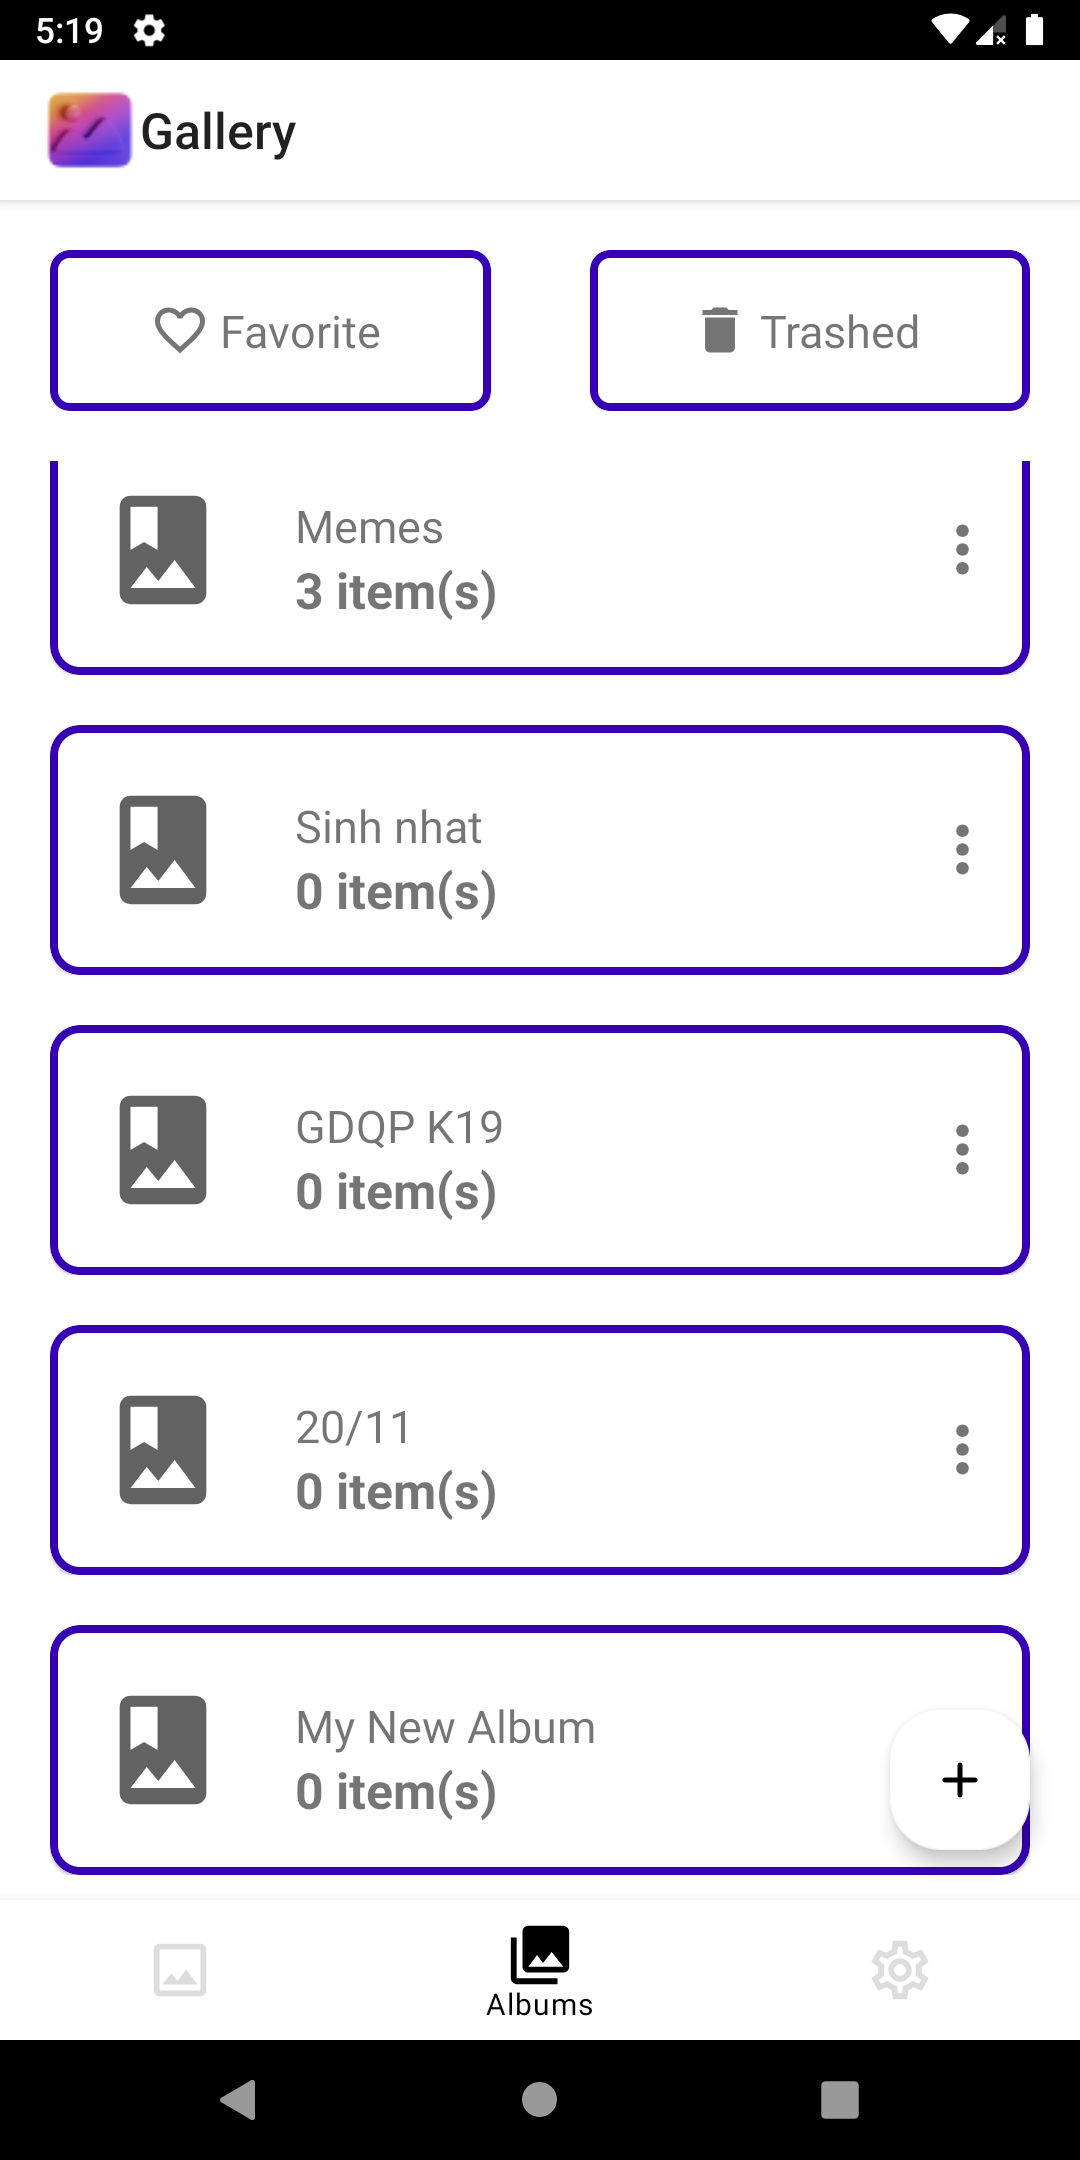 5:19
Gallery
Favorite
Trashed
Memes
3 item(s)
Sinh nhat
0 item(s)
GDQP K19
0 item(s)
20/11
0 item(s)
My New Album
0 item(s)
Albums